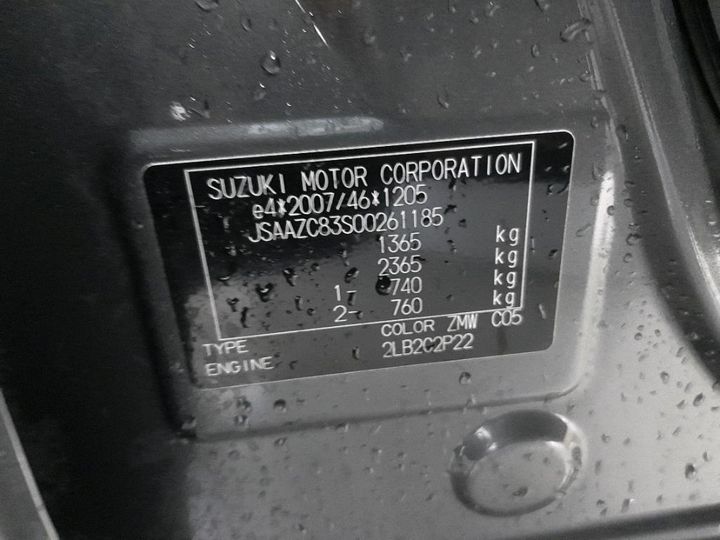 SUZUKI MOTOR CORPORATION
e4*2007/46*1205
JSAAZC83S00261185
1365 kg
2365 kg
1- 740 kg
2- 760 kg
COLOR ZMW C05
TYPE 2LB2C2P22
ENGINE